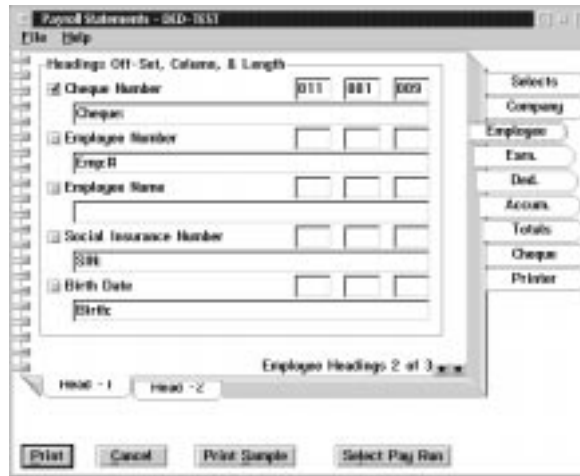 Payroll Statements - DED-TEST
File Help
Headings Off-Set, Column, & Length
Cheque Number 011 001 009
Cheque:
Employee Number
Emp:#
Employee Name
Social Insurance Number
SIN:
Birth Date
Birth:
Employee Headings 2 of 3
Head - 1 Head - 2
Selects
Company
Employee
Earn.
Ded.
Accum.
Totals
Cheque
Printer
Print Cancel Print Sample Select Pay Run